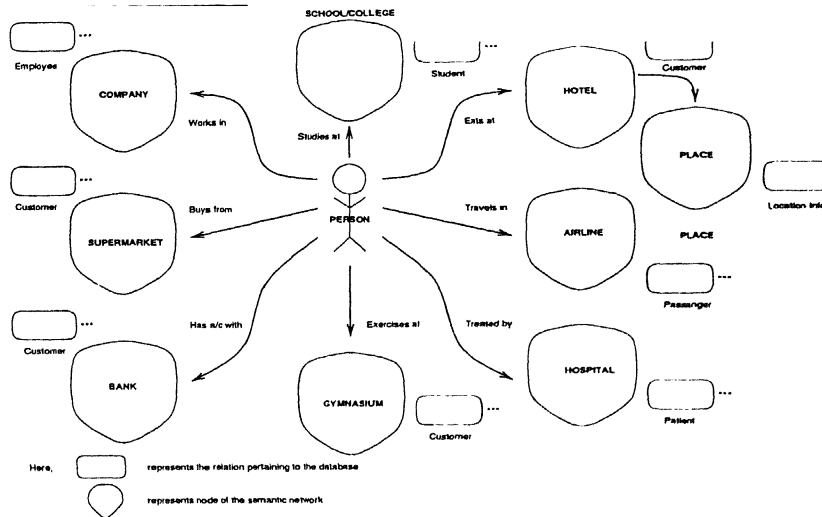 SCHOOL/COLLEGE
Employee
Student
Customer
COMPANY
HOTEL
Works in
Studies at
Eats at
PLACE
Customer
Buys from
PERSON
Travels in
Location Info
SUPERMARKET
AIRLINE
PLACE
Passanger
Has a/c with
Exercises at
Treated by
Customer
BANK
GYMNASIUM
HOSPITAL
Customer
Patient
Here,
represents the relation pertaining to the database
represents node of the semantic network